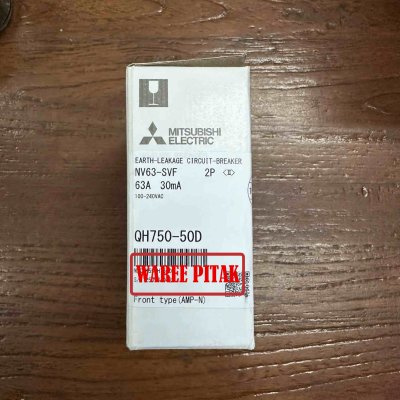 MITSUBISHI
ELECTRIC
EARTH-LEAKAGE CIRCUIT-BREAKER
NV63-SVF 2P
63A 30mA
100-240VAC
QH750-50D
WAREE PITAK
Front type(AMP-N)